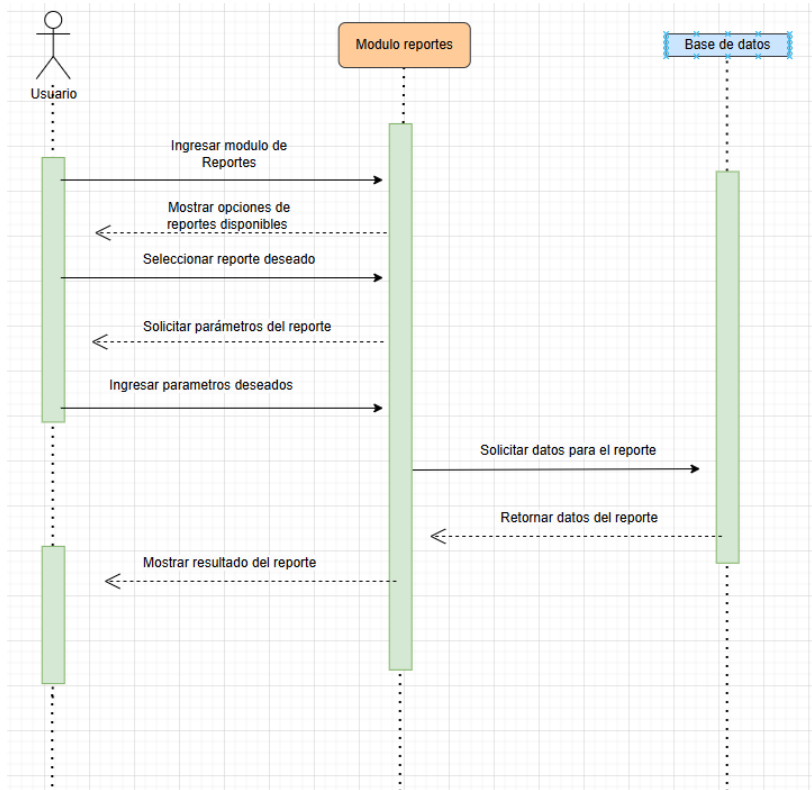 Usuario
Modulo reportes
Base de datos
Ingresar modulo de
Reportes
Mostrar opciones de
reportes disponibles
Seleccionar reporte deseado
Solicitar parámetros del reporte
Ingresar parametros deseados
Solicitar datos para el reporte
Retornar datos del reporte
Mostrar resultado del reporte